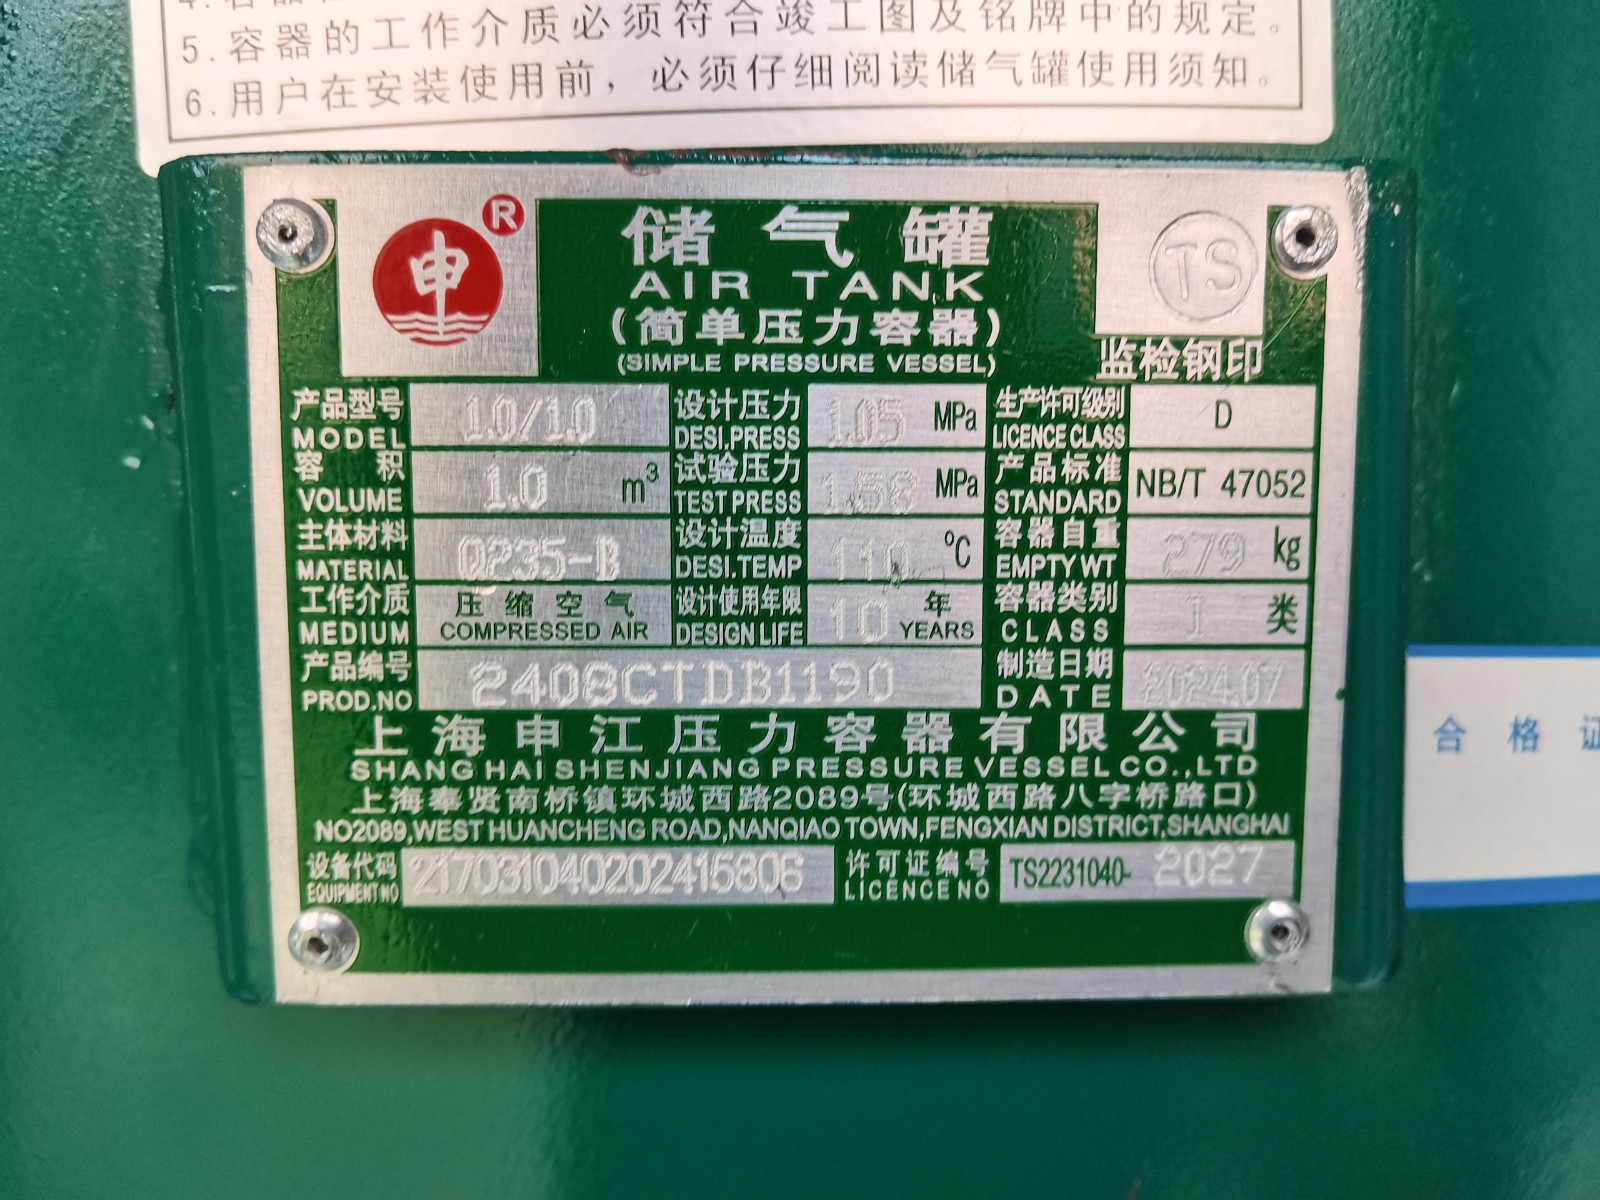 5.容器的工作介质必须符合竣工图及铭牌中的规定。
6.用户在安装使用前，必须仔细阅读储气罐使用须知。
申 ®
储气罐
AIR TANK
(简单压力容器)
(SIMPLE PRESSURE VESSEL)
TS
监检钢印
产品型号 MODEL 1.0/1.0 设计压力 DESI.PRESS 1.05 MPa 生产许可级别 LICENCE CLASS D
容积 VOLUME 1.0 m³ 试验压力 TEST PRESS 1.58 MPa 产品标准 STANDARD NB/T 47052
主体材料 MATERIAL Q235-B 设计温度 DESI.TEMP 110 °C 容器自重 EMPTY WT 279 kg
工作介质 MEDIUM 压缩空气 COMPRESSED AIR 设计使用年限 DESIGN LIFE 10 年 YEARS 容器类别 CLASS I 类
产品编号 PROD.NO 2408CTDB1190 制造日期 DATE 2024.07
上海申江压力容器有限公司
SHANG HAI SHENJIANG PRESSURE VESSEL CO.,LTD
上海奉贤南桥镇环城西路2089号(环城西路八字桥路口)
NO2089,WEST HUANCHENG ROAD,NANQIAO TOWN,FENGXIAN DISTRICT,SHANGHAI
设备代码 EQUIPMENT NO 217031040202415806 许可证编号 LICENCE NO TS2231040- 2027
合格证